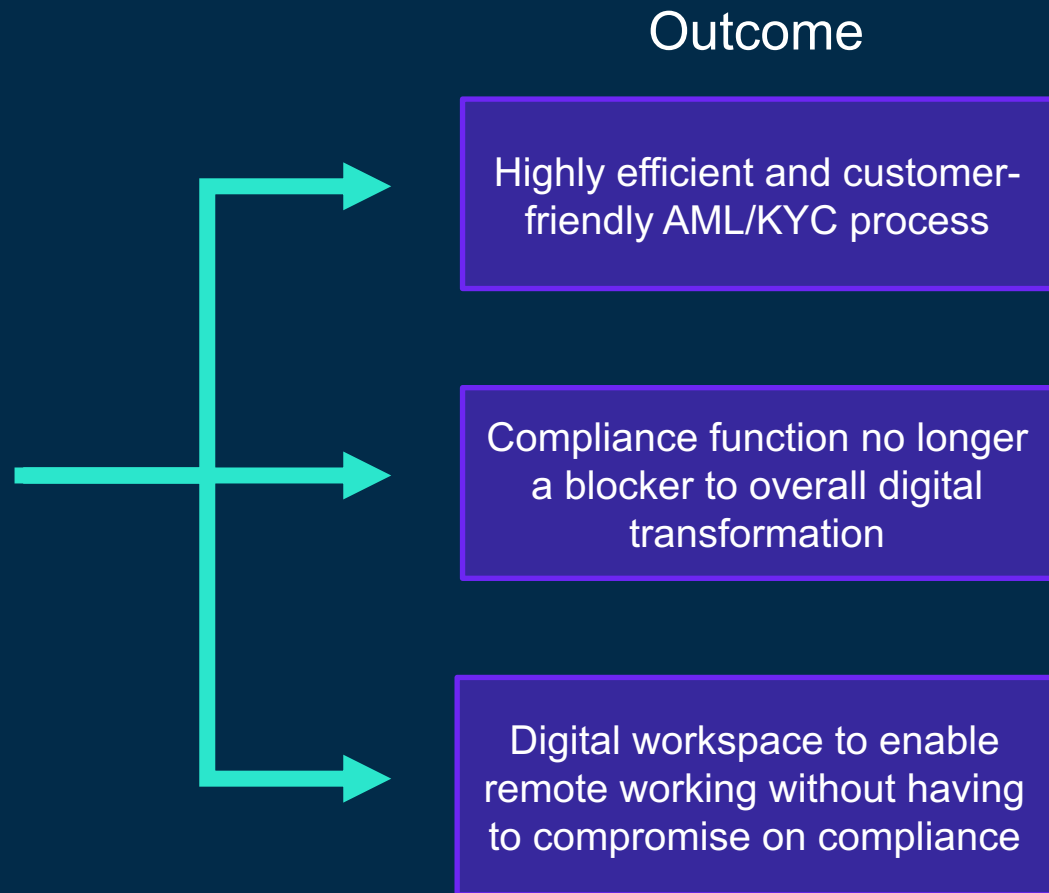 Outcome
Highly efficient and customer-
friendly AML/KYC process
Compliance function no longer
a blocker to overall digital
transformation
Digital workspace to enable
remote working without having
to compromise on compliance